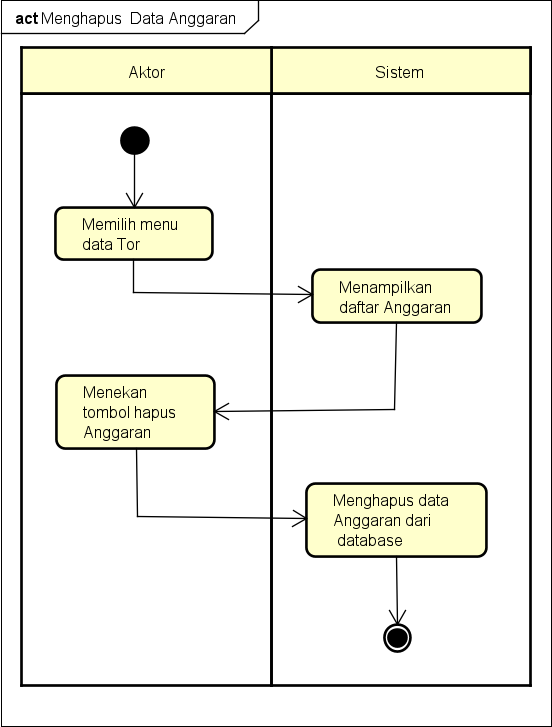 act Menghapus Data Anggaran
Aktor
Sistem
Memilih menu
data Tor
Menampilkan
daftar Anggaran
Menekan
tombol hapus
Anggaran
Menghapus data
Anggaran dari
database